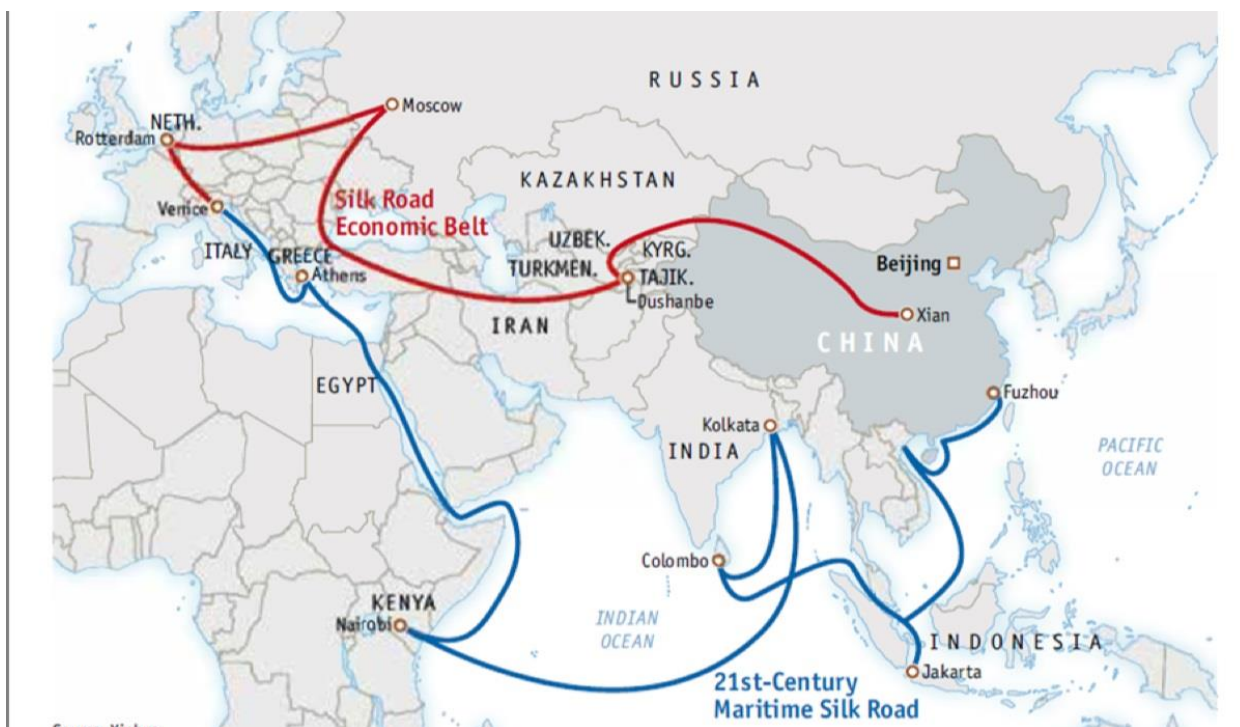 RUSSIA
Moscow
NETH.
Rotterdam
KAZAKHSTAN
Silk Road
Economic Belt
Venice
UZBEK.
KYRG.
ITALY
GREECE
Athens
TURKMEN.
TAJIK.
Dushanbe
Beijing
Xian
IRAN
CHINA
EGYPT
Fuzhou
Kolkata
INDIA
PACIFIC
OCEAN
Colombo
KENYA
Nairobi
INDIAN
OCEAN
INDONESIA
Jakarta
21st-Century
Maritime Silk Road